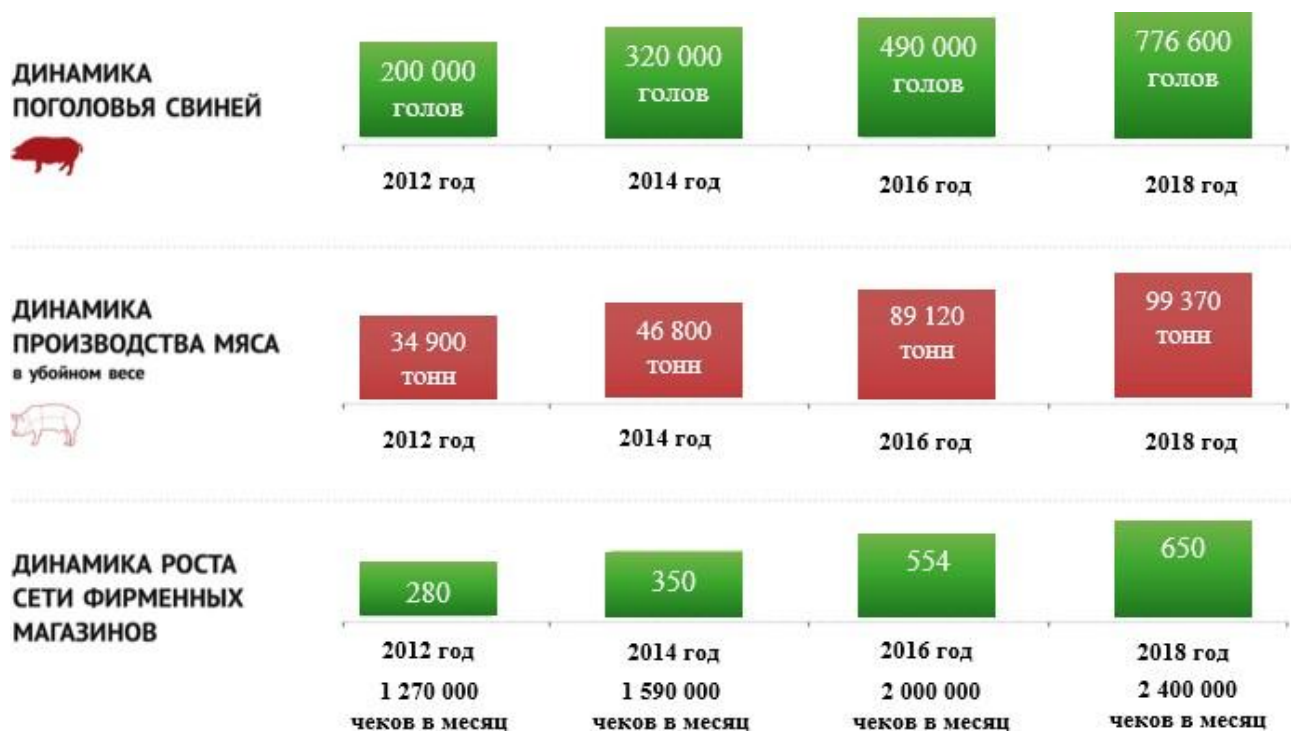 ДИНАМИКА
ПОГОЛОВЬЯ СВИНЕЙ
200 000
голов
320 000
голов
490 000
голов
776 600
голов
2012 год
2014 год
2016 год
2018 год
ДИНАМИКА
ПРОИЗВОДСТВА МЯСА
в убойном весе
34 900
тонн
46 800
тонн
89 120
тонн
99 370
тонн
2012 год
2014 год
2016 год
2018 год
ДИНАМИКА РОСТА
СЕТИ ФИРМЕННЫХ
МАГАЗИНОВ
280
350
554
650
2012 год
1 270 000
чеков в месяц
2014 год
1 590 000
чеков в месяц
2016 год
2 000 000
чеков в месяц
2018 год
2 400 000
чеков в месяц